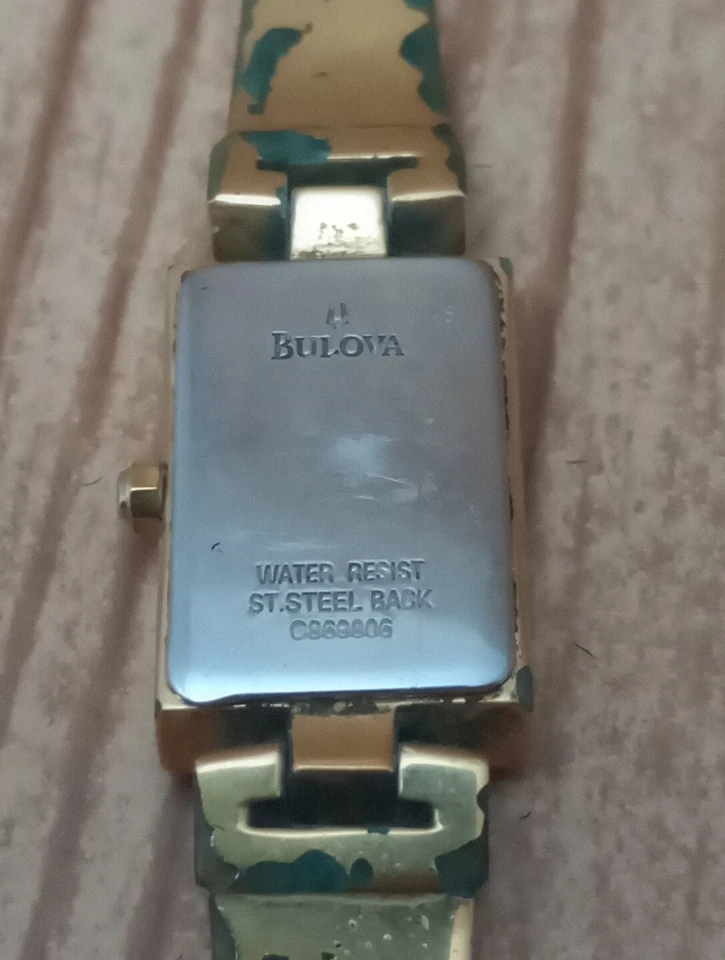 BULOVA
WATER RESIST
ST.STEEL BACK
C869806